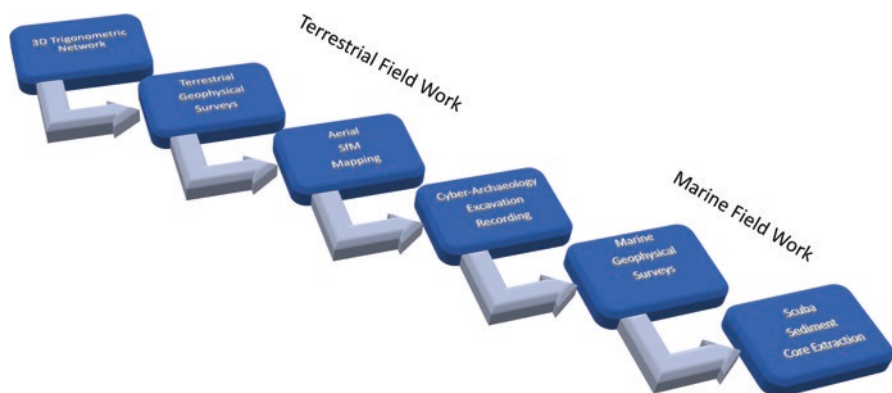 3D Trigonometric
Network
Terrestrial
Geophysical
Surveys
Terrestrial Field Work
Aerial
SfM
Mapping
Cyber-Archaeology
Excavation
Recording
Marine Field Work
Marine
Geophysical
Surveys
Scuba
Sediment
Core Extraction